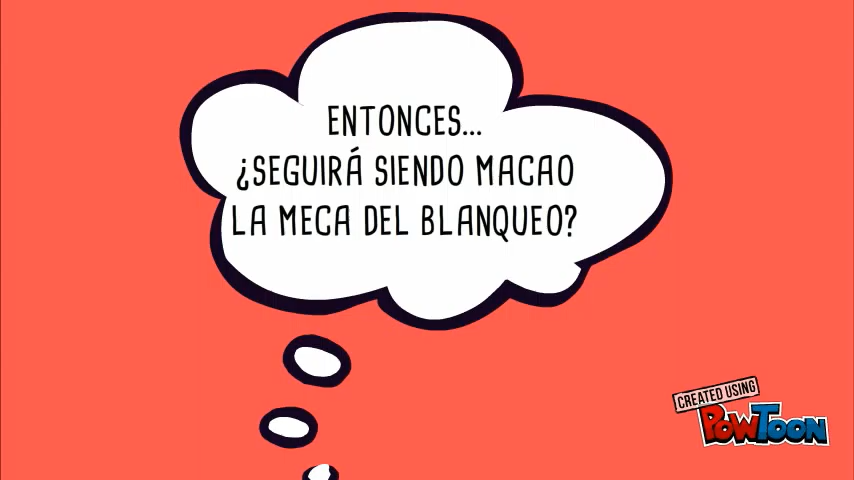 ENTONCES...
¿SEGUIRÁ SIENDO MACAO
LA MECA DEL BLANQUEO?
CREATED USING
POWTOON